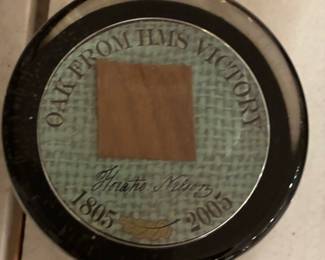 OAK FROM HMS VICTORY
Horatio Nelson
1805 2005